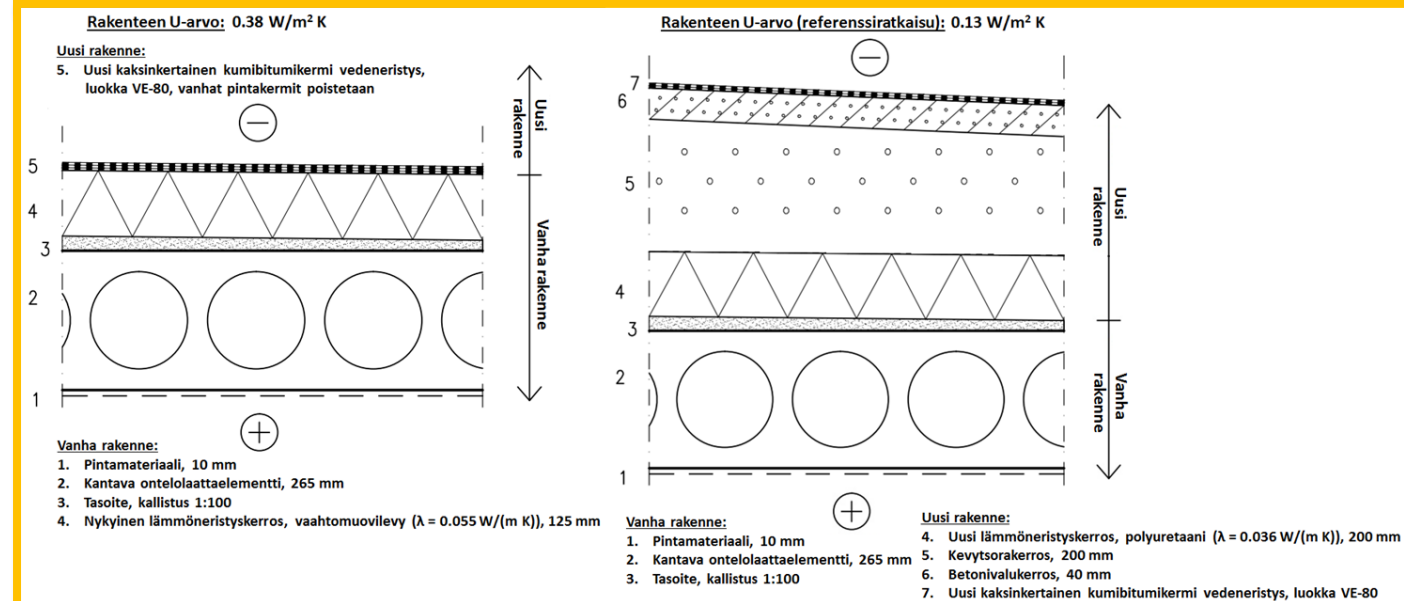 Rakenteen U-arvo: 0.38 W/m² K
Uusi rakenne:
5. Uusi kaksinkertainen kumibitumikermi vedeneristys,
luokka VE-80, vanhat pintakermit poistetaan
−
5
4
3
2
1
+
Uusi
rakenne
Vanha rakenne
Vanha rakenne:
1. Pintamateriaali, 10 mm
2. Kantava ontelolaattaelementti, 265 mm
3. Tasoite, kallistus 1:100
4. Nykyinen lämmöneristyskerros, vaahtomuovilevy (λ = 0.055 W/(m K)), 125 mm
Rakenteen U-arvo (referenssiratkaisu): 0.13 W/m² K
−
7
6
5
4
3
2
1
+
Uusi
rakenne
Vanha
rakenne
Vanha rakenne:
1. Pintamateriaali, 10 mm
2. Kantava ontelolaattaelementti, 265 mm
3. Tasoite, kallistus 1:100
Uusi rakenne:
4. Uusi lämmöneristyskerros, polyuretaani (λ = 0.036 W/(m K)), 200 mm
5. Kevytsorakerros, 200 mm
6. Betonivalukerros, 40 mm
7. Uusi kaksinkertainen kumibitumikermi vedeneristys, luokka VE-80